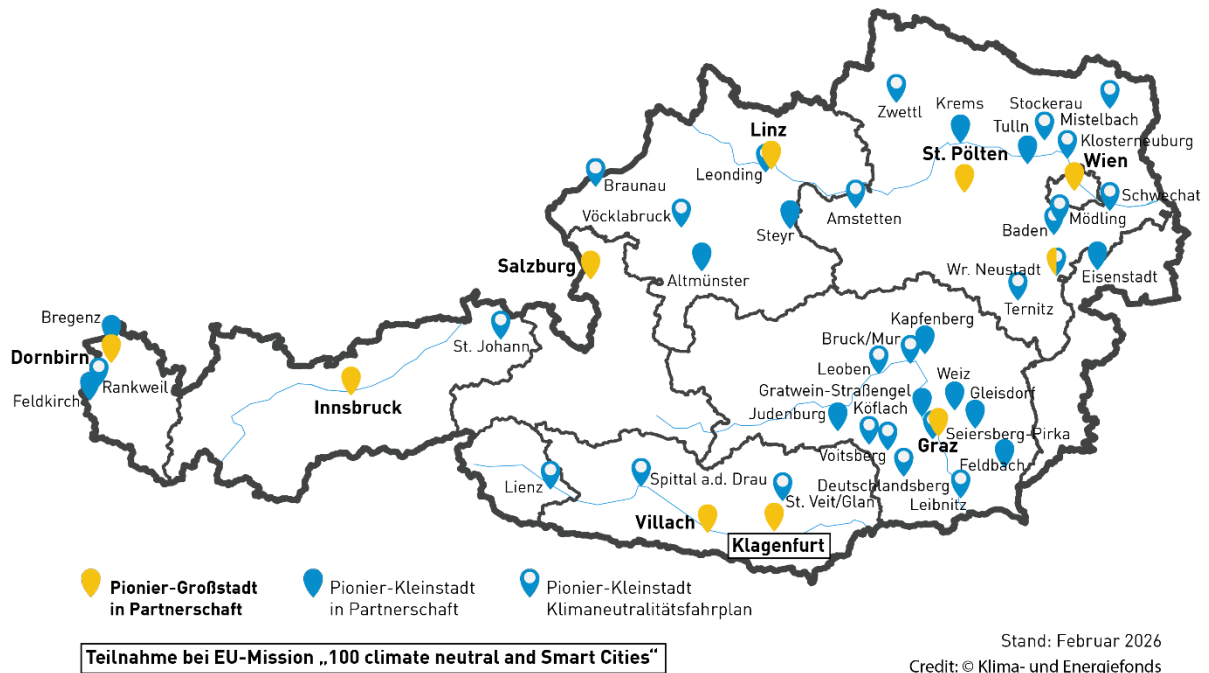 Zwettl
Krems
Stockerau
Mistelbach
Tulln
Klosterneuburg
Linz
St. Pölten
Wien
Leonding
Braunau
Schwechat
Amstetten
Mödling
Vöcklabruck
Steyr
Baden
Salzburg
Altmünster
Wr. Neustadt
Eisenstadt
Ternitz
Bregenz
Kapfenberg
Bruck/Mur
St. Johann
Dornbirn
Leoben
Weiz
Rankweil
Gratwein-Straßengel
Gleisdorf
Feldkirch
Innsbruck
Judenburg
Köflach
Seiersberg-Pirka
Graz
Voitsberg
Feldbach
Lienz
Spittal a.d. Drau
Deutschlandsberg
St. Veit/Glan
Leibnitz
Villach
Klagenfurt
Pionier-Großstadt
in Partnerschaft
Pionier-Kleinstadt
in Partnerschaft
Pionier-Kleinstadt
Klimaneutralitätsfahrplan
Teilnahme bei EU-Mission „100 climate neutral and Smart Cities“
Stand: Februar 2026
Credit: © Klima- und Energiefonds